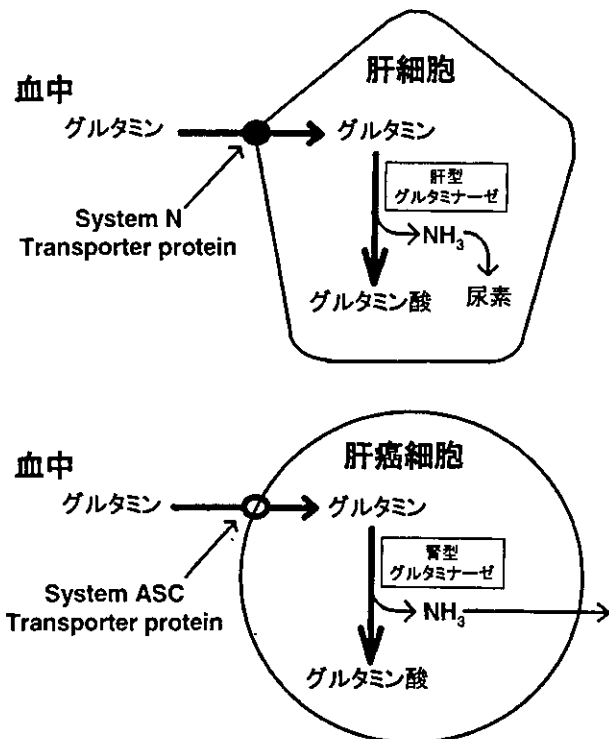 肝細胞
血中
グルタミン
グルタミン
肝型
グルタミナーゼ
System N
Transporter protein
NH3
グルタミン酸
尿素
肝癌細胞
血中
グルタミン
グルタミン
腎型
グルタミナーゼ
System ASC
Transporter protein
NH3
グルタミン酸